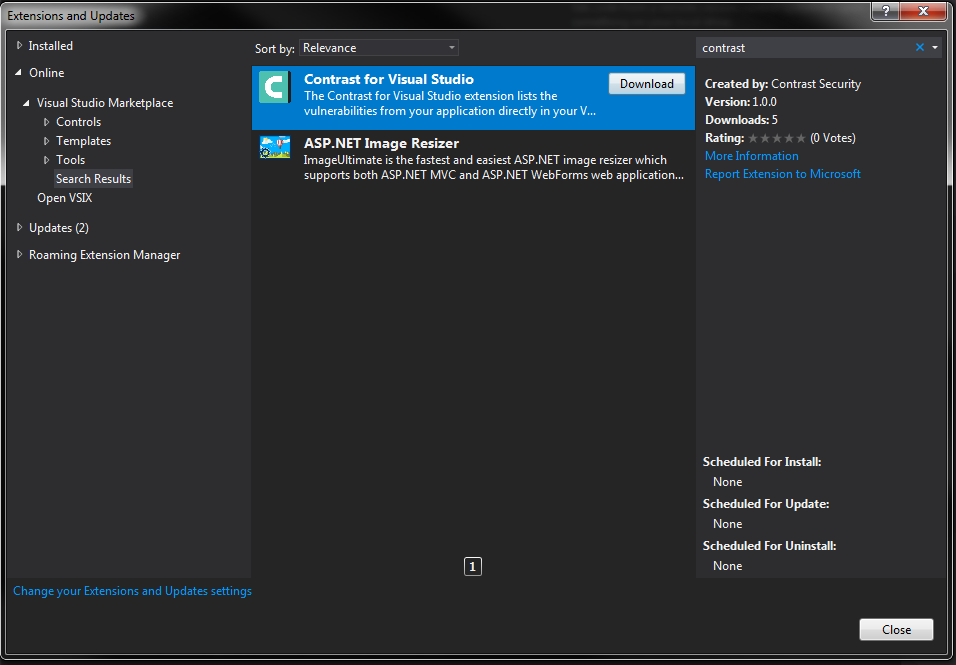 Extensions and Updates
?
Installed
Online
Visual Studio Marketplace
Controls
Templates
Tools
Search Results
Open VSIX
Updates (2)
Roaming Extension Manager
Change your Extensions and Updates settings
Sort by: Relevance
C
Contrast for Visual Studio
The Contrast for Visual Studio extension lists the
vulnerabilities from your application directly in your V...
Download
ASP.NET Image Resizer
ImageUltimate is the fastest and easiest ASP.NET image resizer which
supports both ASP.NET MVC and ASP.NET WebForms web application...
1
contrast
Created by: Contrast Security
Version: 1.0.0
Downloads: 5
Rating: ★★★★★ (0 Votes)
More Information
Report Extension to Microsoft
Scheduled For Install:
None
Scheduled For Update:
None
Scheduled For Uninstall:
None
Close